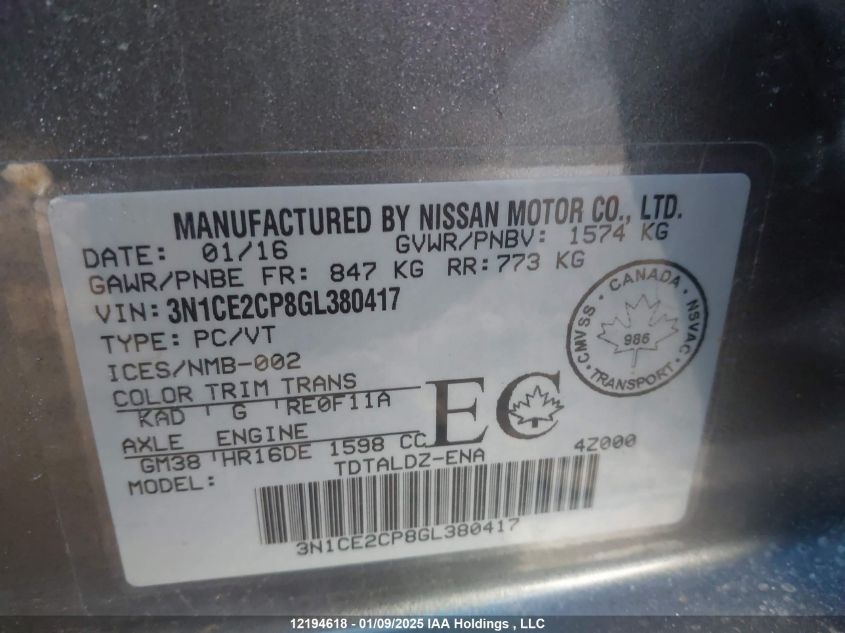 MANUFACTURED BY NISSAN MOTOR CO., LTD.
DATE: 01/16 GVWR/PNBV: 1574 KG
GAWR/PNBE FR: 847 KG RR: 773 KG
VIN: 3N1CE2CP8GL380417
TYPE: PC/VT
ICES/NMB-002
COLOR TRIM TRANS
KAD G RE0F11A
AXLE ENGINE
GM38 HR16DE 1598 CC
MODEL: TDTALDZ-ENA 4Z000
EC
CANADA
CMVSS NSVAC
986
TRANSPORT
3N1CE2CP8GL380417
12194618 - 01/09/2025 IAA Holdings , LLC